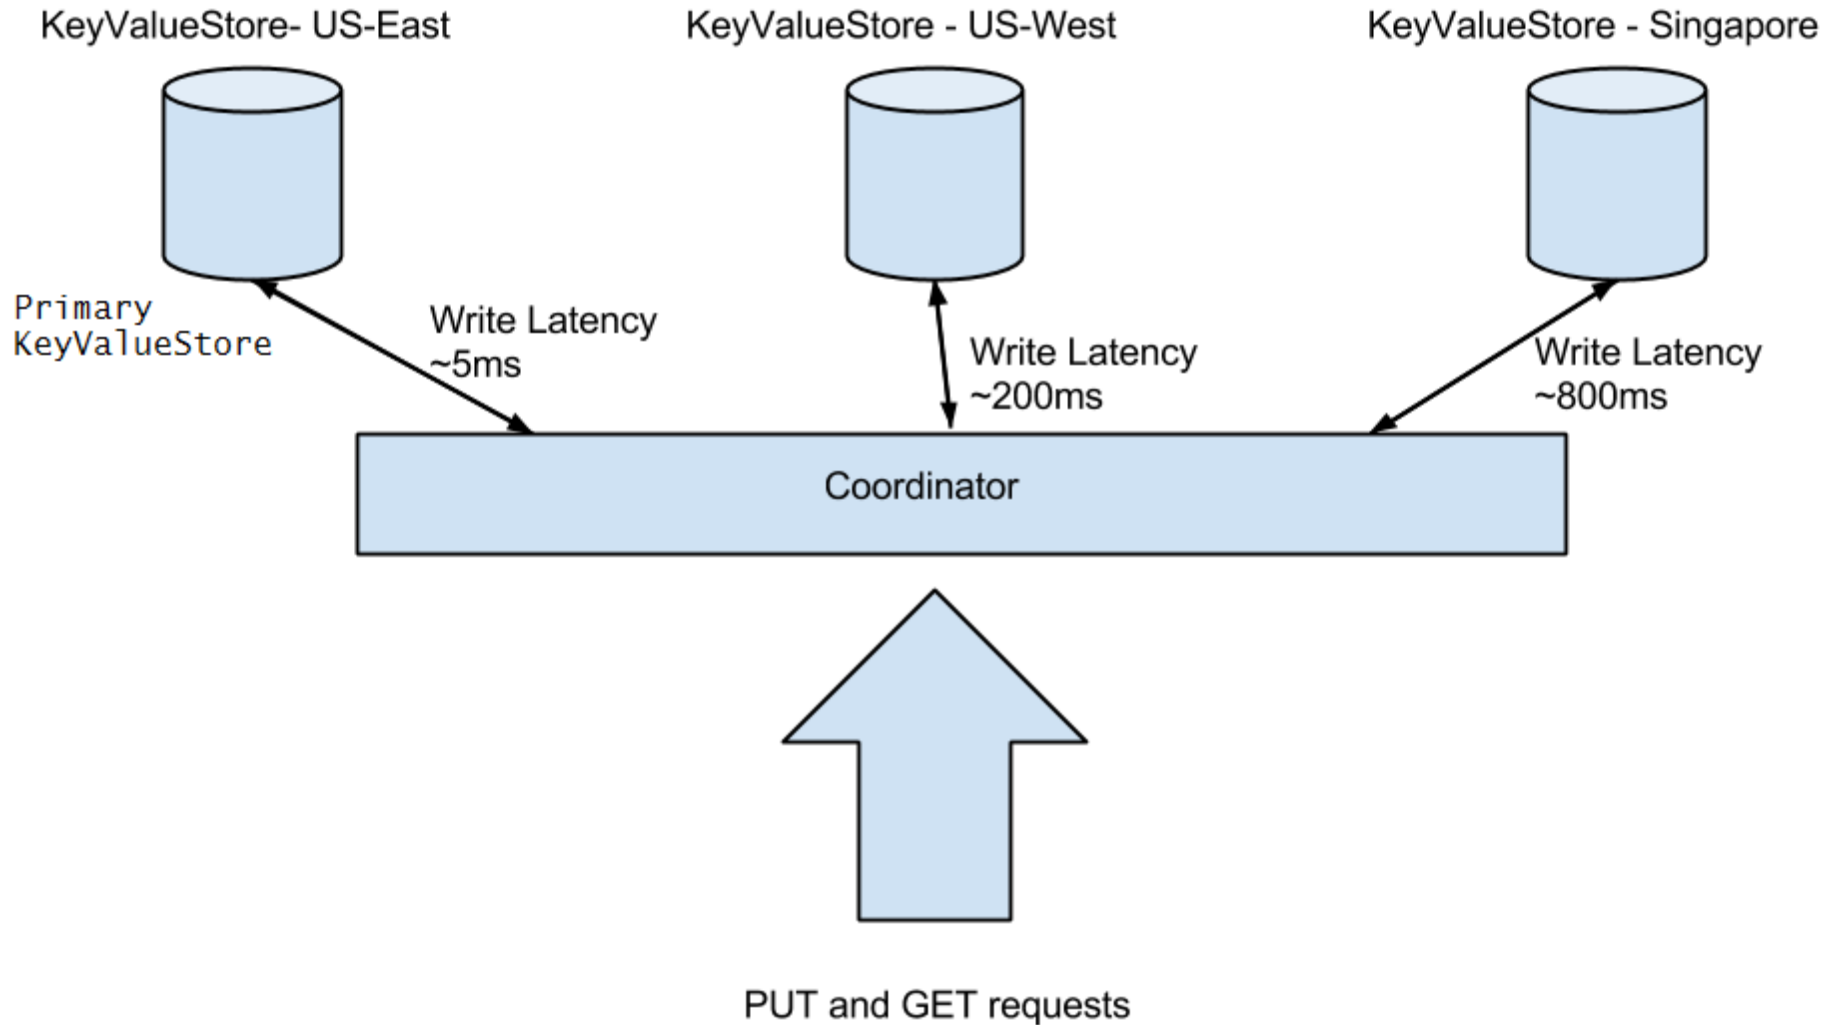 KeyValueStore- US-East
KeyValueStore - US-West
KeyValueStore - Singapore
Primary
KeyValueStore
Write Latency
~5ms
Write Latency
~200ms
Write Latency
~800ms
Coordinator
PUT and GET requests